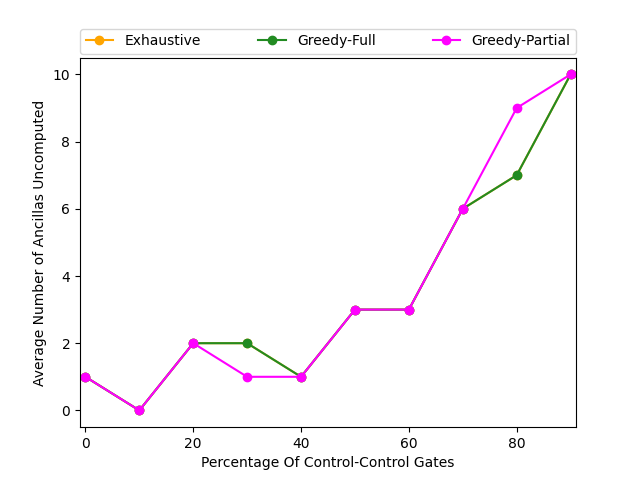 Exhaustive Greedy-Full Greedy-Partial
10
8
6
4
2
0
Average Number of Ancillas Uncomputed
0 20 40 60 80
Percentage Of Control-Control Gates